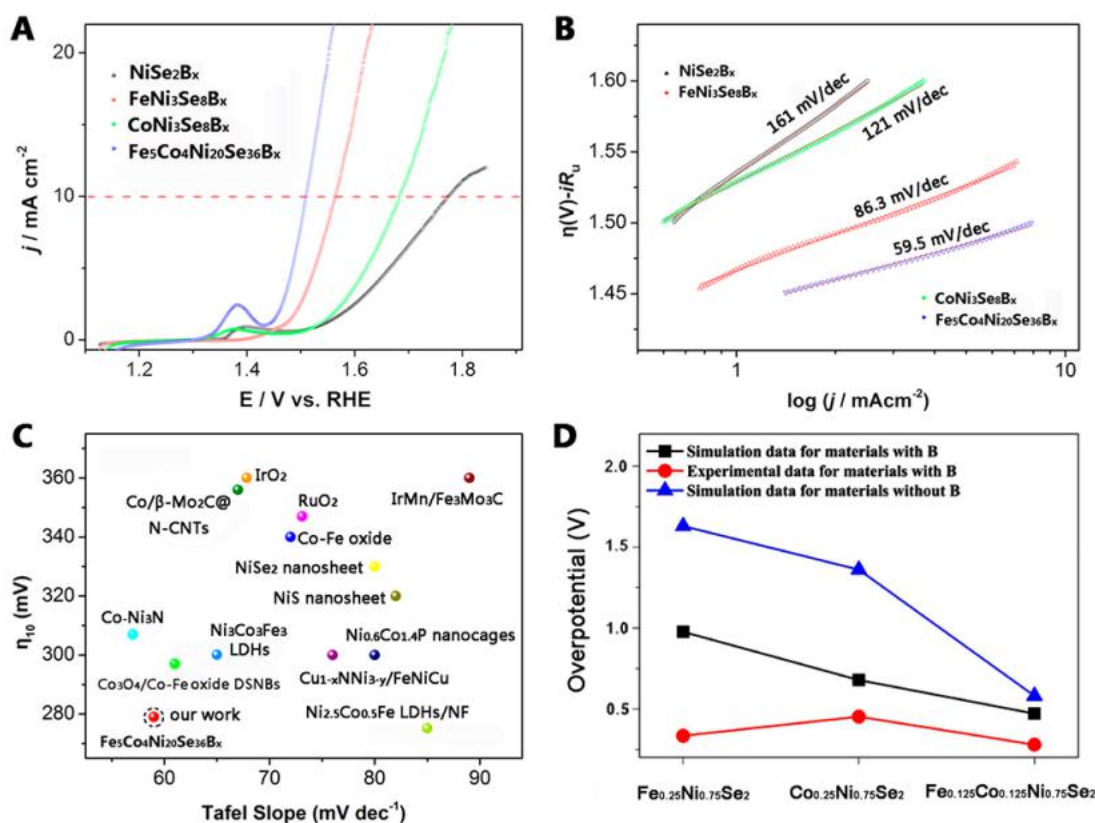 A
20
10
0
j / mA cm⁻²
NiSe₂Bₓ
FeNi₃Se₈Bₓ
CoNi₃Se₈Bₓ
Fe₅Co₄Ni₂₀Se₃₆Bₓ
1.2 1.4 1.6 1.8
E / V vs. RHE
B
1.60
1.55
1.50
1.45
η(V)-iRᵤ
NiSe₂Bₓ
FeNi₃Se₈Bₓ
161 mV/dec
121 mV/dec
86.3 mV/dec
59.5 mV/dec
CoNi₃Se₈Bₓ
Fe₅Co₄Ni₂₀Se₃₆Bₓ
1 10
log (j / mAcm⁻²)
C
360
340
320
300
280
η₁₀ (mV)
IrO₂
Co/β-Mo₂C@
N-CNTs
RuO₂
IrMn/Fe₃Mo₃C
Co-Fe oxide
NiSe₂ nanosheet
NiS nanosheet
Co-Ni₃N
Ni₃Co₃Fe₃
LDHs
Ni₀.₆Co₁.₄P nanocages
Co₃O₄/Co-Fe oxide DSNBs
Cu₁₋ₓNNi₃₋ᵧ/FeNiCu
our work
Fe₅Co₄Ni₂₀Se₃₆Bₓ
Ni₂.₅Co₀.₅Fe LDHs/NF
60 70 80 90
Tafel Slope (mV dec⁻¹)
D
2.0
1.5
1.0
0.5
Overpotential (V)
Simulation data for materials with B
Experimental data for materials with B
Simulation data for materials without B
Fe₀.₂₅Ni₀.₇₅Se₂ Co₀.₂₅Ni₀.₇₅Se₂ Fe₀.₁₂₅Co₀.₁₂₅Ni₀.₇₅Se₂